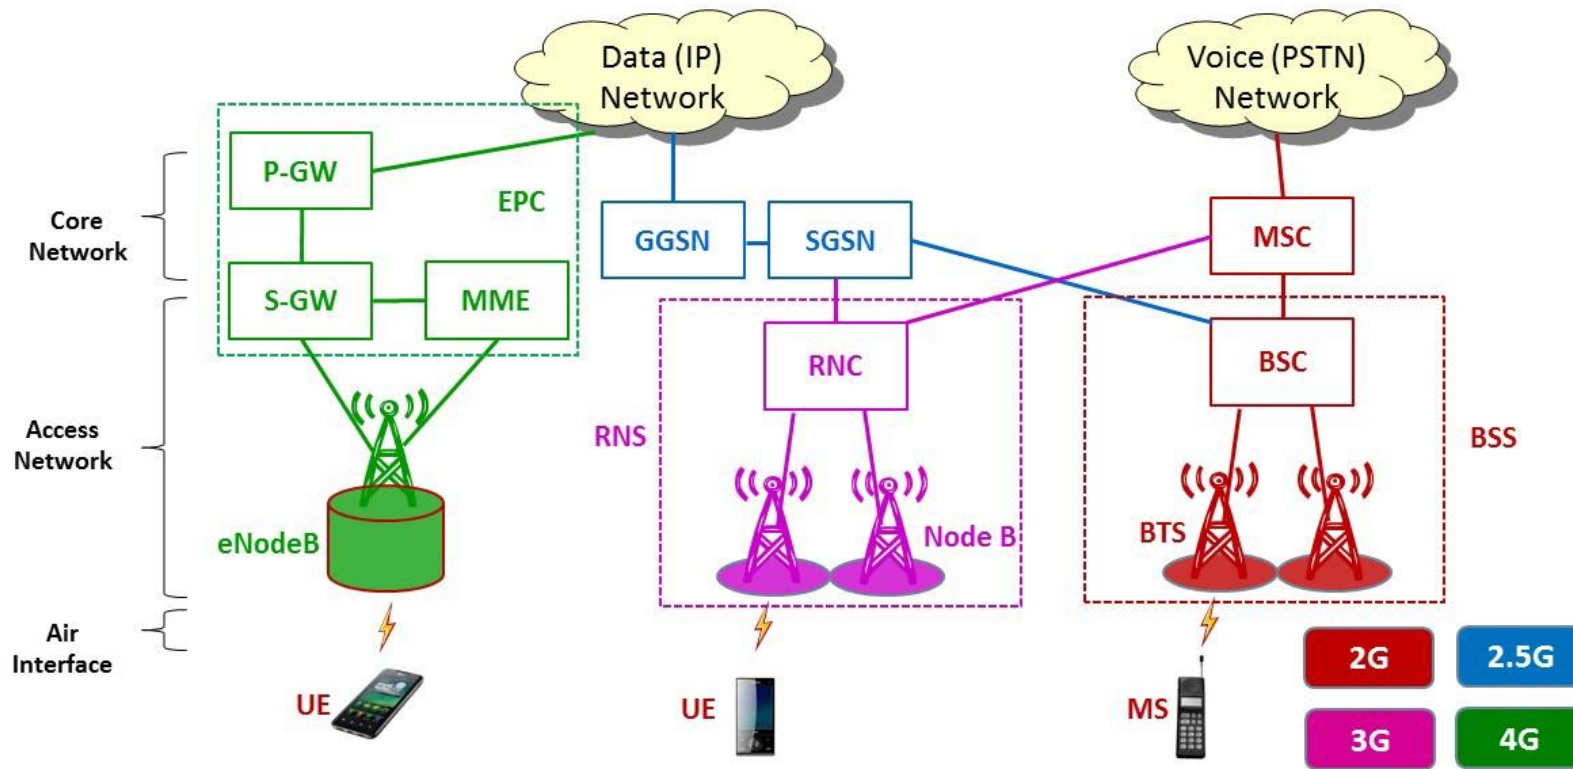 Data (IP)
Network
Voice (PSTN)
Network
P-GW
EPC
Core
Network
GGSN
SGSN
MSC
S-GW
MME
RNC
BSC
Access
Network
RNS
BSS
eNodeB
Node B
BTS
Air
Interface
UE
UE
MS
2G
2.5G
3G
4G